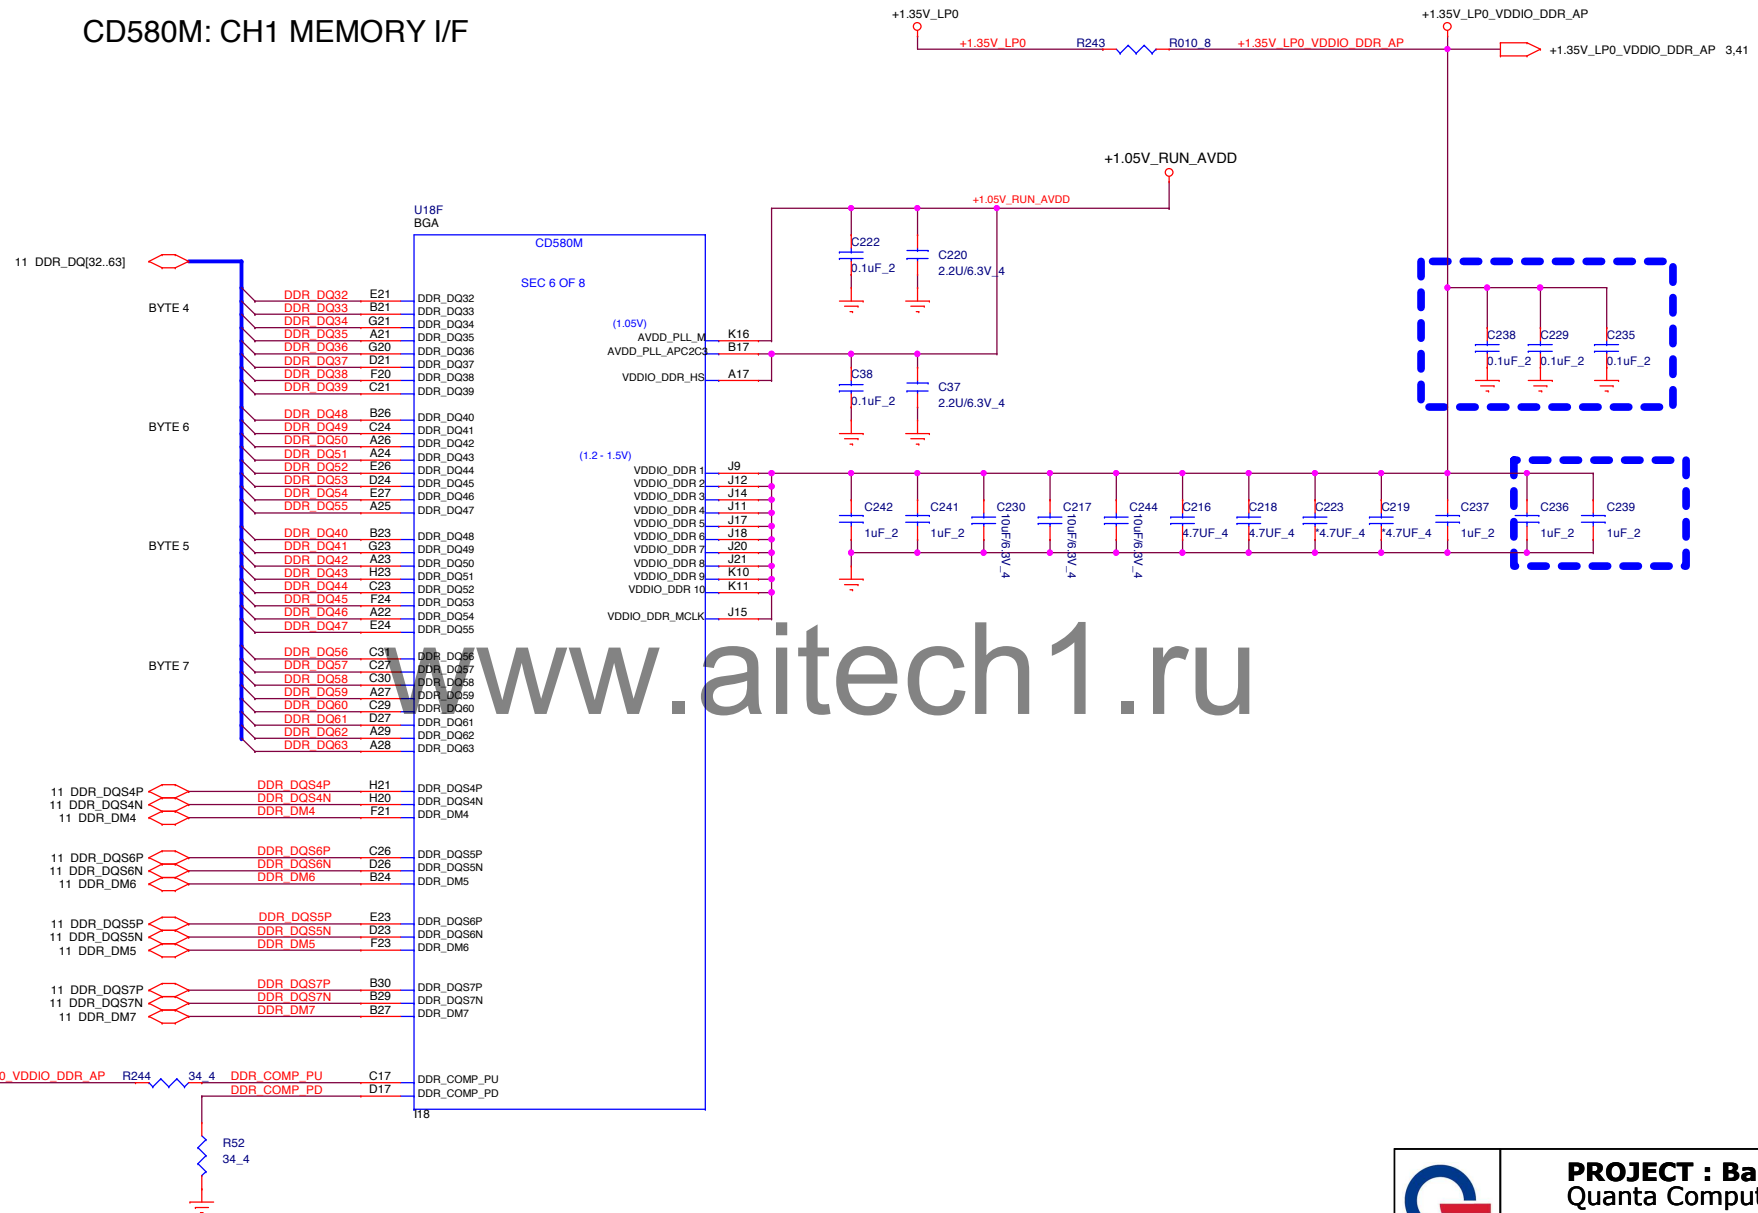 CD580M: CH1 MEMORY I/F
+1.35V_LP0
+1.35V_LP0
R243
R010_8
+1.35V_LP0_VDDIO_DDR_AP
+1.35V_LP0_VDDIO_DDR_AP
+1.35V_LP0_VDDIO_DDR_AP 3,41
+1.05V_RUN_AVDD
+1.05V_RUN_AVDD
U18F
BGA
CD580M
SEC 6 OF 8
11 DDR_DQ[32..63]
BYTE 4
DDR_DQ32 E21 DDR_DQ32
DDR_DQ33 B21 DDR_DQ33
DDR_DQ34 G21 DDR_DQ34
DDR_DQ35 A21 DDR_DQ35
DDR_DQ36 G20 DDR_DQ36
DDR_DQ37 D21 DDR_DQ37
DDR_DQ38 F20 DDR_DQ38
DDR_DQ39 C21 DDR_DQ39
BYTE 6
DDR_DQ48 B26 DDR_DQ40
DDR_DQ49 C24 DDR_DQ41
DDR_DQ50 A26 DDR_DQ42
DDR_DQ51 A24 DDR_DQ43
DDR_DQ52 E26 DDR_DQ44
DDR_DQ53 D24 DDR_DQ45
DDR_DQ54 E27 DDR_DQ46
DDR_DQ55 A25 DDR_DQ47
BYTE 5
DDR_DQ40 B23 DDR_DQ48
DDR_DQ41 G23 DDR_DQ49
DDR_DQ42 A23 DDR_DQ50
DDR_DQ43 H23 DDR_DQ51
DDR_DQ44 C23 DDR_DQ52
DDR_DQ45 F24 DDR_DQ53
DDR_DQ46 A22 DDR_DQ54
DDR_DQ47 E24 DDR_DQ55
BYTE 7
DDR_DQ56 C31 DDR_DQ56
DDR_DQ57 C27 DDR_DQ57
DDR_DQ58 C30 DDR_DQ58
DDR_DQ59 A27 DDR_DQ59
DDR_DQ60 C29 DDR_DQ60
DDR_DQ61 D27 DDR_DQ61
DDR_DQ62 A29 DDR_DQ62
DDR_DQ63 A28 DDR_DQ63
11 DDR_DQS4P DDR_DQS4P H21 DDR_DQS4P
11 DDR_DQS4N DDR_DQS4N H20 DDR_DQS4N
11 DDR_DM4 DDR_DM4 F21 DDR_DM4
11 DDR_DQS6P DDR_DQS6P C26 DDR_DQS5P
11 DDR_DQS6N DDR_DQS6N D26 DDR_DQS5N
11 DDR_DM6 DDR_DM6 B24 DDR_DM5
11 DDR_DQS5P DDR_DQS5P E23 DDR_DQS6P
11 DDR_DQS5N DDR_DQS5N D23 DDR_DQS6N
11 DDR_DM5 DDR_DM5 F23 DDR_DM6
11 DDR_DQS7P DDR_DQS7P B30 DDR_DQS7P
11 DDR_DQS7N DDR_DQS7N B29 DDR_DQS7N
11 DDR_DM7 DDR_DM7 B27 DDR_DM7
0_VDDIO_DDR_AP R244 34_4 DDR_COMP_PU C17 DDR_COMP_PU
DDR_COMP_PD D17 DDR_COMP_PD
I18
R52
34_4
(1.05V)
AVDD_PLL_M K16
AVDD_PLL_APC2C3 B17
VDDIO_DDR_HS A17
(1.2 - 1.5V)
VDDIO_DDR 1 J9
VDDIO_DDR 2 J12
VDDIO_DDR 3 J14
VDDIO_DDR 4 J11
VDDIO_DDR 5 J17
VDDIO_DDR 6 J18
VDDIO_DDR 7 J20
VDDIO_DDR 8 J21
VDDIO_DDR 9 K10
VDDIO_DDR 10 K11
VDDIO_DDR_MCLK J15
C222
0.1uF_2
C220
2.2U/6.3V_4
C38
0.1uF_2
C37
2.2U/6.3V_4
C238 C229 C235
0.1uF_2 0.1uF_2 0.1uF_2
C242 C241 C230 C217 C244 C216 C218 C223 C219 C237 C236 C239
1uF_2 1uF_2 10uF/6.3V_4 10uF/6.3V_4 10uF/6.3V_4 4.7UF_4 4.7UF_4 *4.7UF_4 *4.7UF_4 1uF_2 1uF_2 1uF_2
www.aitech1.ru
PROJECT : Ba
Quanta Comput